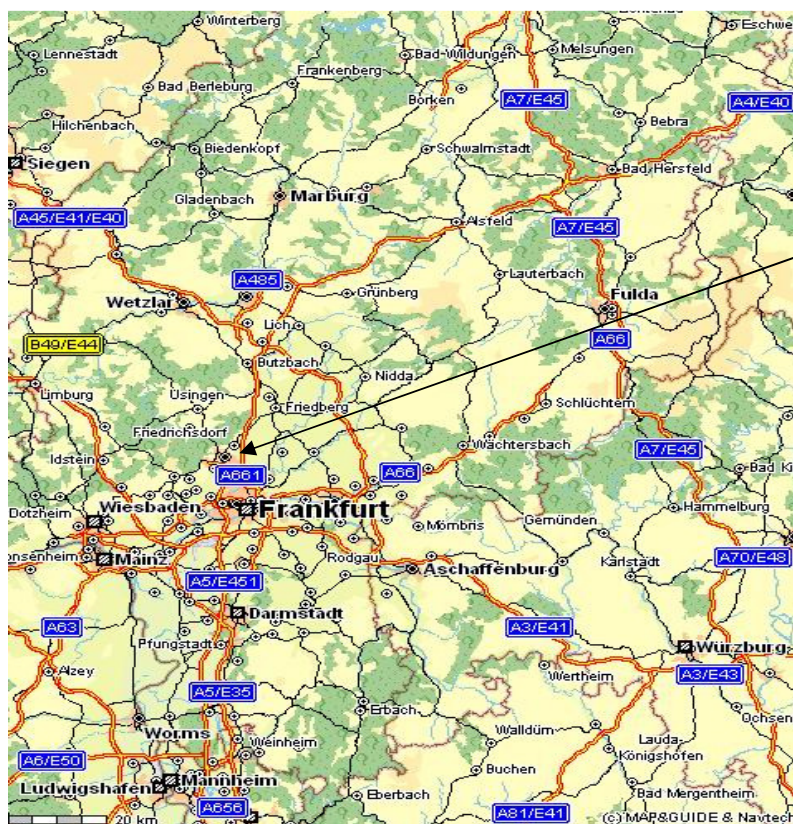 Winterberg
Eschwe
Lennestadt
Bad-Wildungen
Melsungen
Frankenberg
Bad Berleburg
Borken
A7/E45
A4/E40
Hilchenbach
Bebra
Biedenkopf
Schwalmstadt
Siegen
Bad Hersfeld
Gladenbach
Marburg
A45/E41/E40
Alsfeld
A7/E45
A485
Lauterbach
Wetzlar
Grünberg
Fulda
Lich
A66
B49/E44
Butzbach
Nidda
Limburg
Usingen
Friedberg
Schlüchtern
Friedrichsdorf
Wächtersbach
A7/E45
Idstein
A661
A66
Bad Ki
Wiesbaden
Frankfurt
Hammelburg
Dotzheim
Mömbris
Gemünden
onsenheim
Mainz
Rodgau
Aschaffenburg
Karlstadt
A70/E48
A5/E451
Darmstadt
A63
A3/E41
Pfungstadt
Würzburg
Alzey
Wertheim
A3/E43
A5/E35
Erbach
Ochsen
Worms
Walldürn
Lauda-
Königshofen
A6/E50
Weinheim
Buchen
Mannheim
Ludwigshafen
Eberbach
Bad Mergentheim
A656
A81/E41
20 km
(c) MAP&GUIDE & Navtech